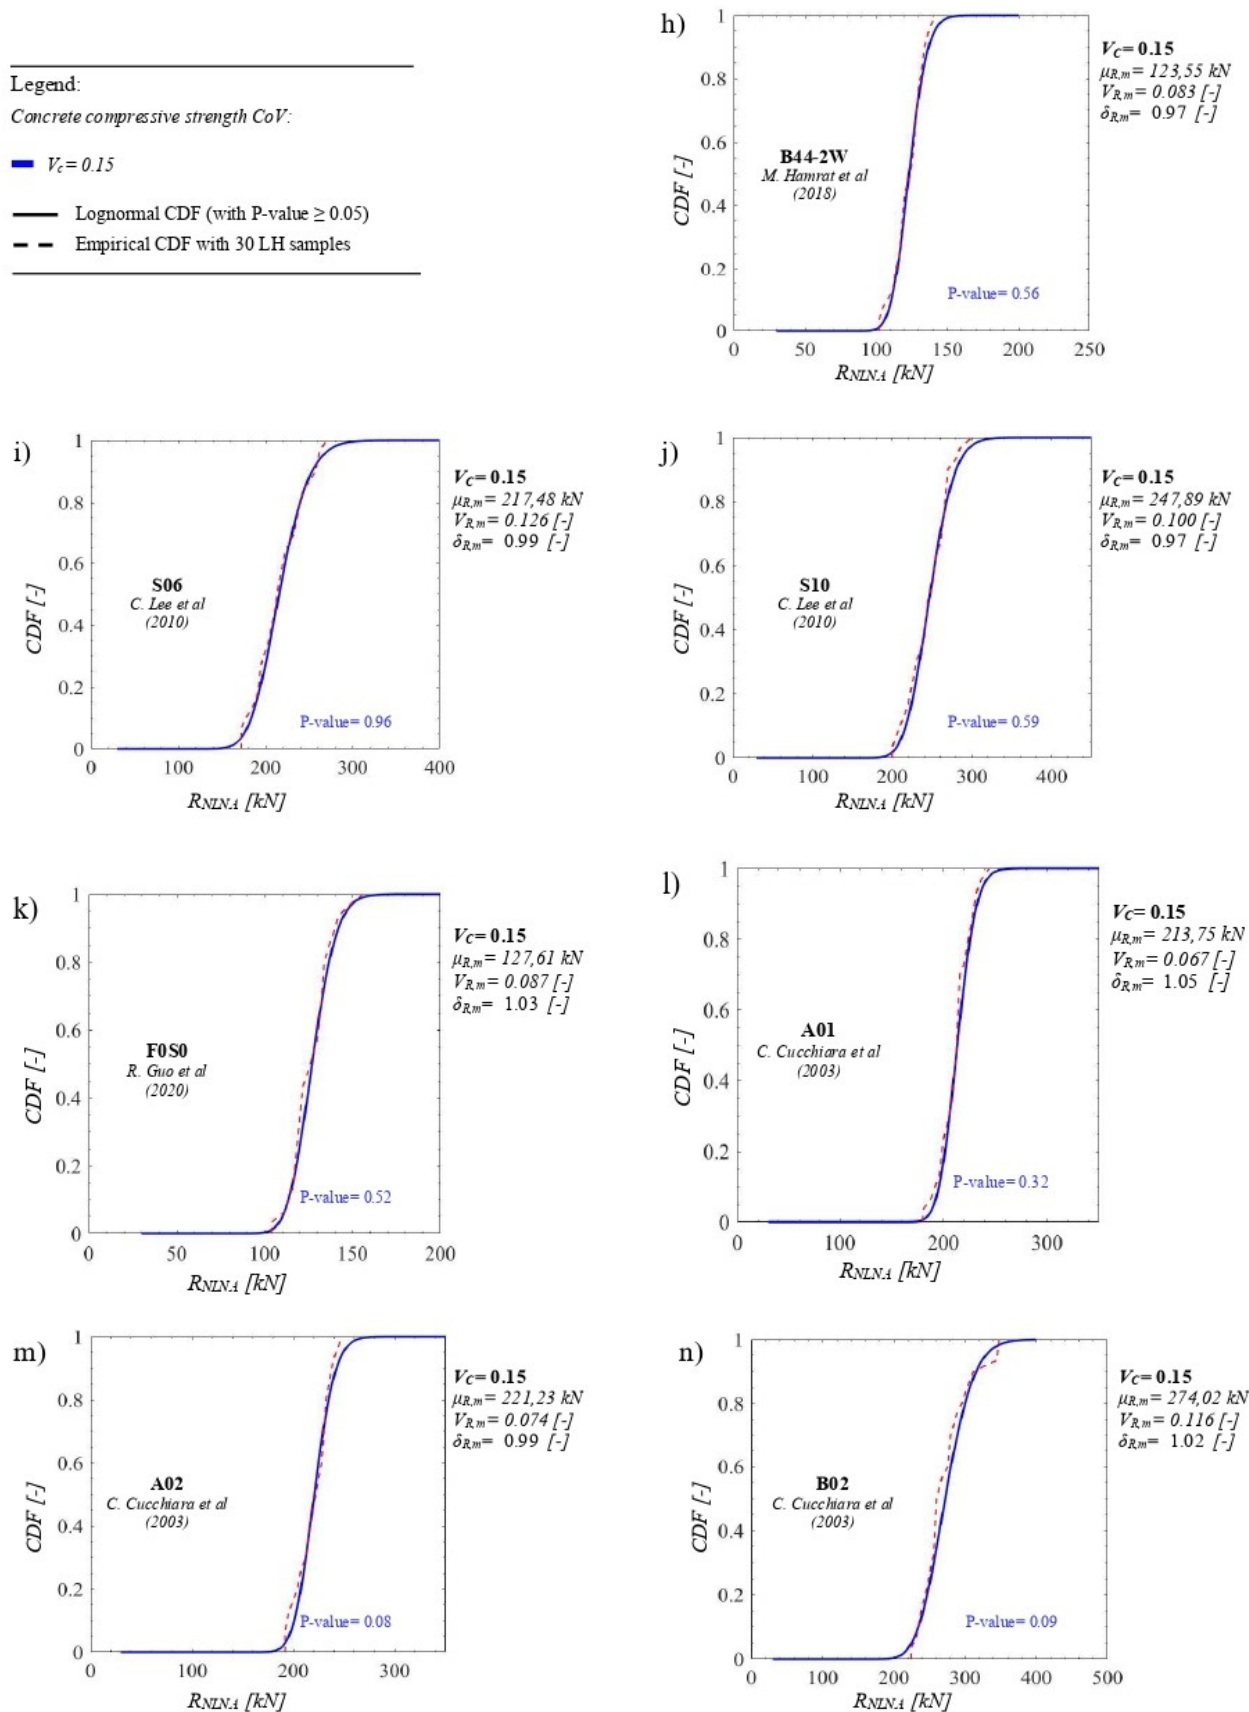 Legend:
Concrete compressive strength CoV:
Vc = 0.15
Lognormal CDF (with P-value ≥ 0.05)
Empirical CDF with 30 LH samples
h)
1
0.8
0.6
0.4
0.2
0
CDF [-]
B44-2W
M. Hamrat et al
(2018)
P-value= 0.56
0 50 100 150 200 250
RNLNA [kN]
VC= 0.15
μR,m= 123,55 kN
VR,m= 0.083 [-]
δR,m= 0.97 [-]
i)
1
0.8
0.6
0.4
0.2
0
CDF [-]
S06
C. Lee et al
(2010)
P-value= 0.96
0 100 200 300 400
RNLNA [kN]
VC= 0.15
μR,m= 217,48 kN
VR,m= 0.126 [-]
δR,m= 0.99 [-]
j)
1
0.8
0.6
0.4
0.2
0
CDF [-]
S10
C. Lee et al
(2010)
P-value= 0.59
0 100 200 300 400
RNLNA [kN]
VC= 0.15
μR,m= 247,89 kN
VR,m= 0.100 [-]
δR,m= 0.97 [-]
k)
1
0.8
0.6
0.4
0.2
0
CDF [-]
F0S0
R. Guo et al
(2020)
P-value= 0.52
0 50 100 150 200
RNLNA [kN]
VC= 0.15
μR,m= 127,61 kN
VR,m= 0.087 [-]
δR,m= 1.03 [-]
l)
1
0.8
0.6
0.4
0.2
0
CDF [-]
A01
C. Cucchiara et al
(2003)
P-value= 0.32
0 200 300
RNLNA [kN]
VC= 0.15
μR,m= 213,75 kN
VR,m= 0.067 [-]
δR,m= 1.05 [-]
m)
1
0.8
0.6
0.4
0.2
0
CDF [-]
A02
C. Cucchiara et al
(2003)
P-value= 0.08
0 200 300
RNLNA [kN]
VC= 0.15
μR,m= 221,23 kN
VR,m= 0.074 [-]
δR,m= 0.99 [-]
n)
1
0.8
0.6
0.4
0.2
0
CDF [-]
B02
C. Cucchiara et al
(2003)
P-value= 0.09
0 100 200 300 400 500
RNLNA [kN]
VC= 0.15
μR,m= 274,02 kN
VR,m= 0.116 [-]
δR,m= 1.02 [-]